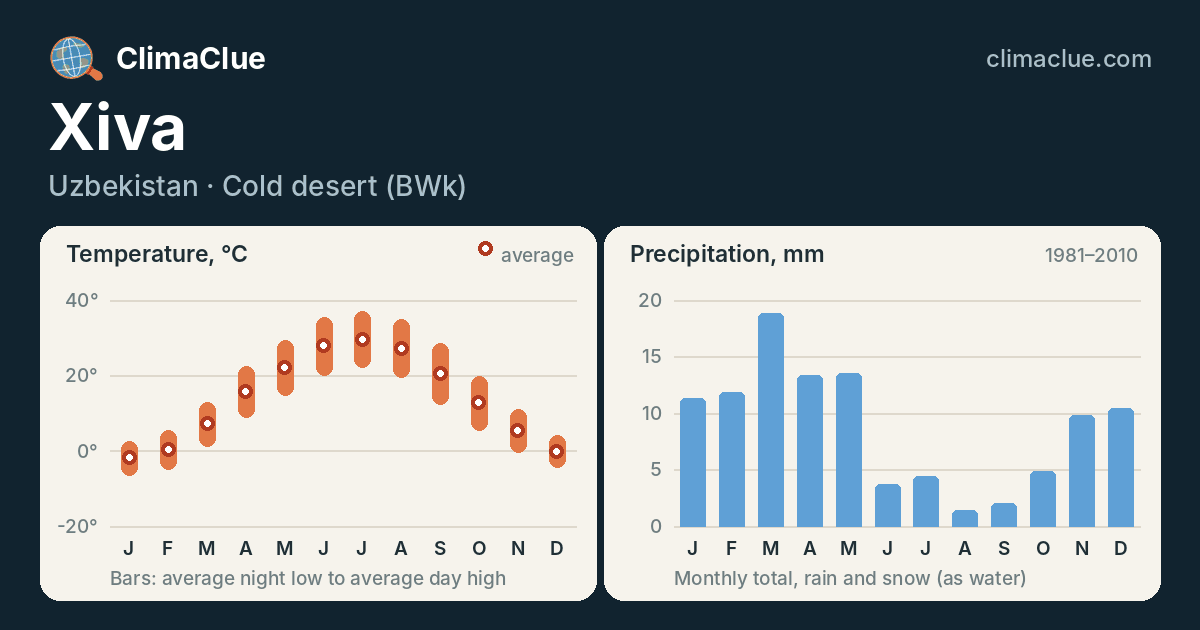 ClimaClue
climaclue.com
Xiva
Uzbekistan · Cold desert (BWk)
Temperature, °C
average
40°
20°
0°
-20°
J F M A M J J A S O N D
Bars: average night low to average day high
Precipitation, mm
1981–2010
20
15
10
5
0
J F M A M J J A S O N D
Monthly total, rain and snow (as water)